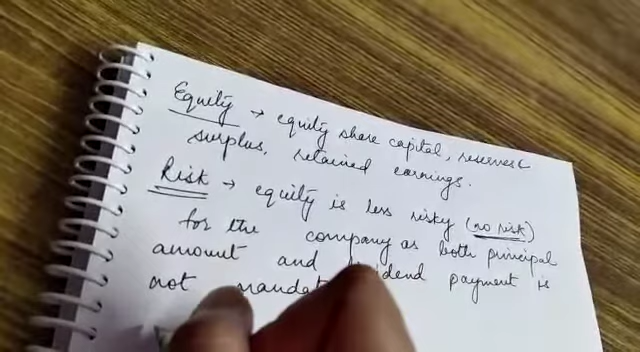 Equity → equity share capital, reserves &
surplus, retained earnings.
Risk → equity is less risky (no risk)
for the company as both principal
amount and dividend payment is
not mandat